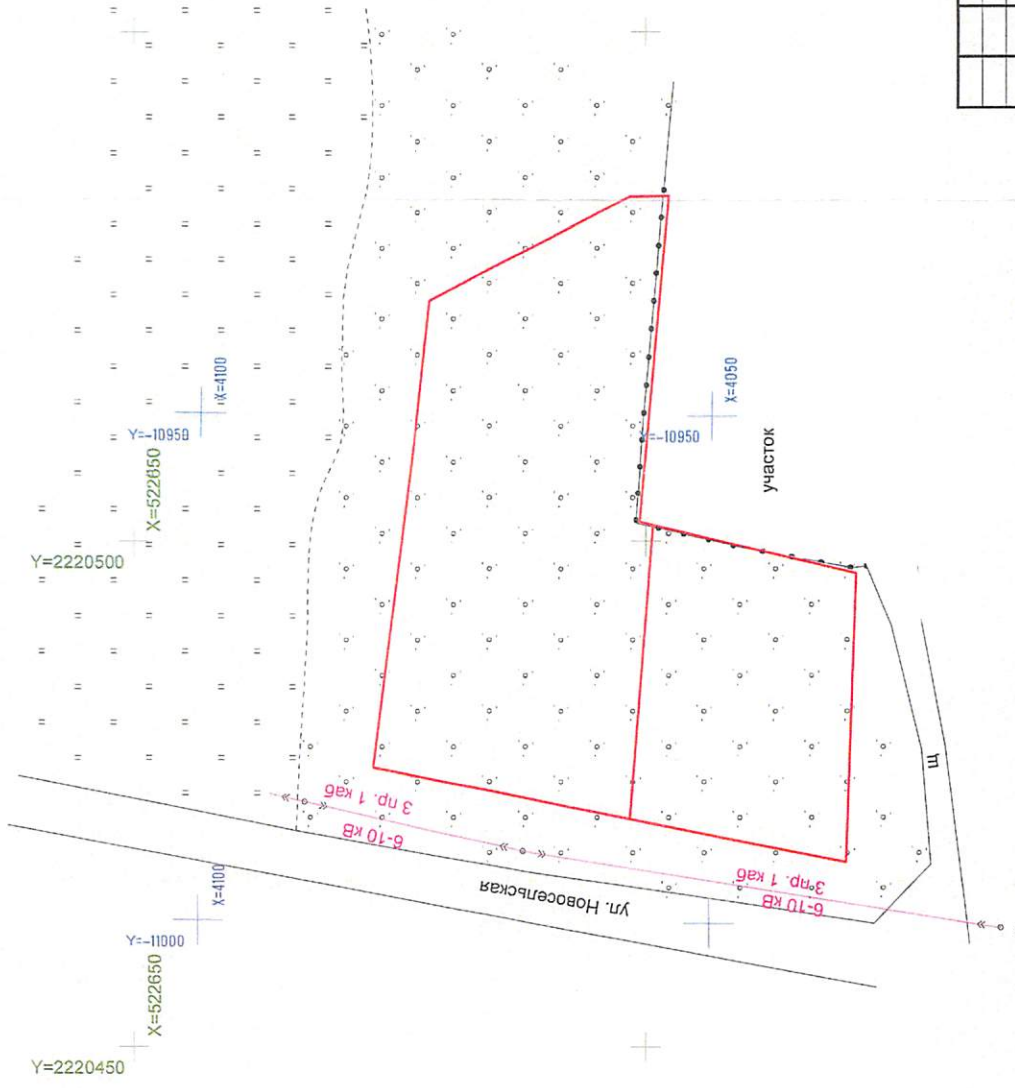 X=4100
Y=-10950
X=522650
Y=2220500
Y=-10950
X=4050
участок
3 пр. 1 каб
6-10 кВ
X=4100
ул. Новосельская
Y=-11000
3 пр. 1 каб
6-10 кВ
Щ
X=522650
Y=2220450